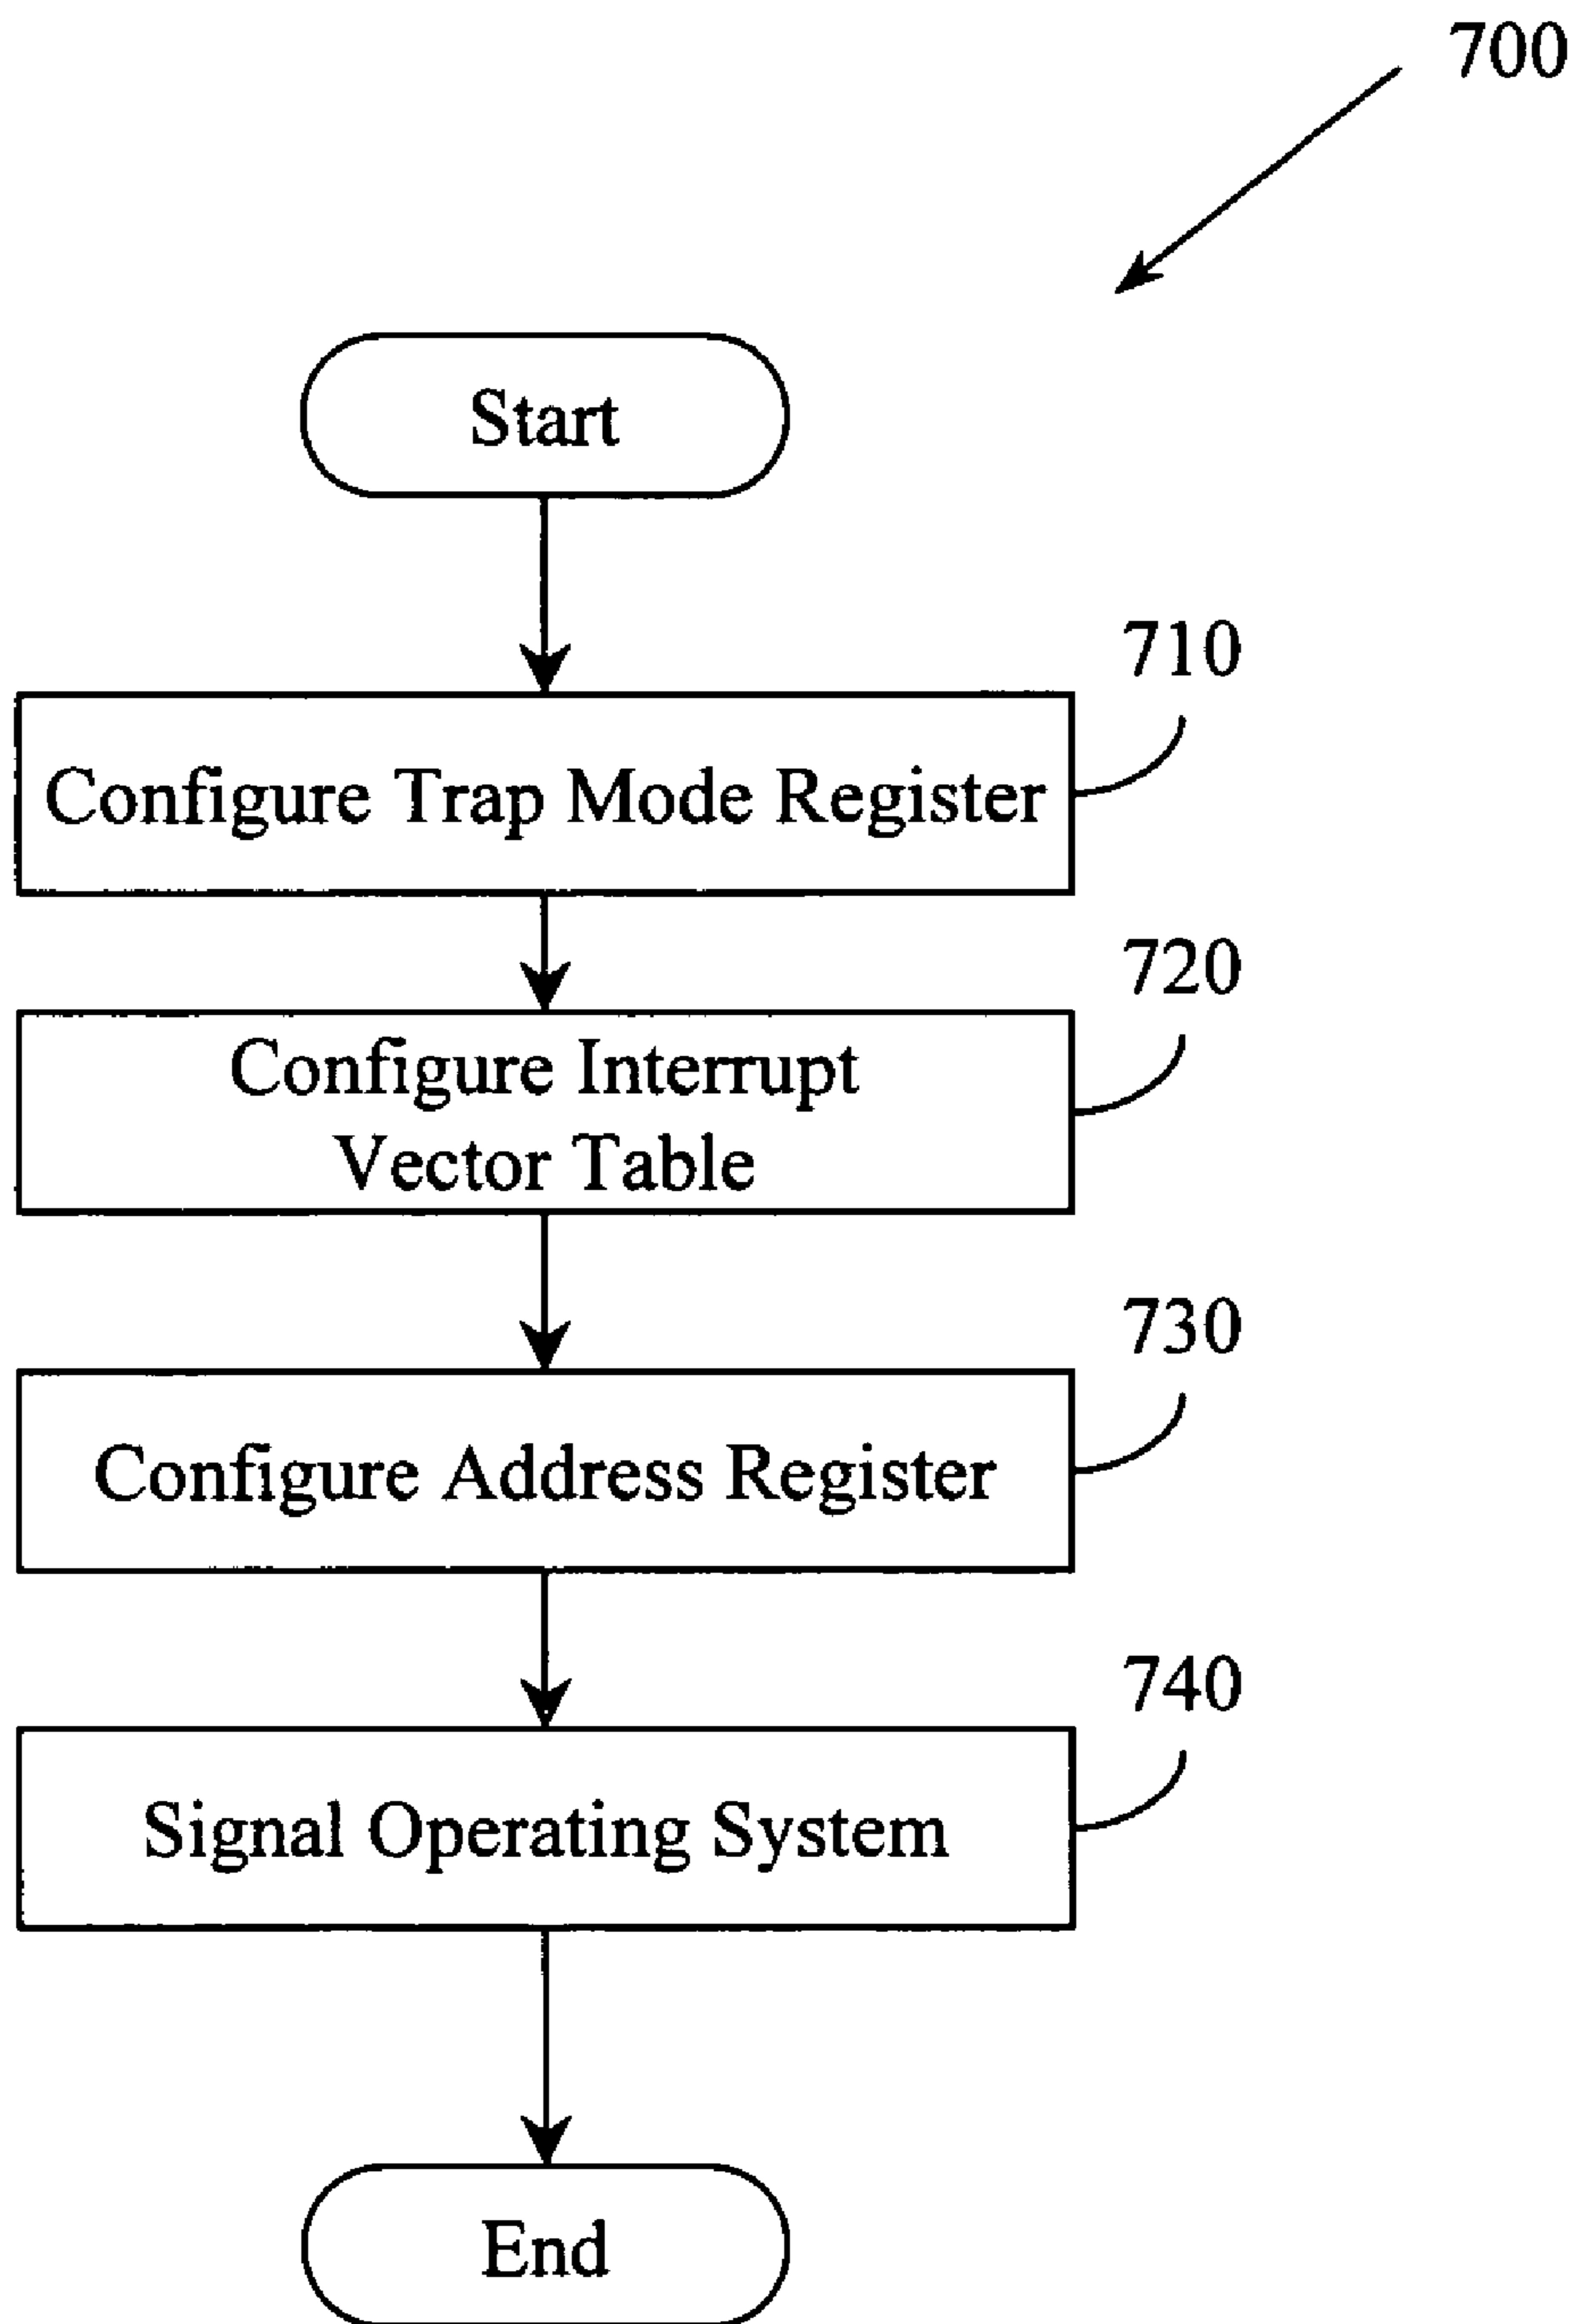 700
Start
710
Configure Trap Mode Register
720
Configure Interrupt
Vector Table
730
Configure Address Register
740
Signal Operating System
End